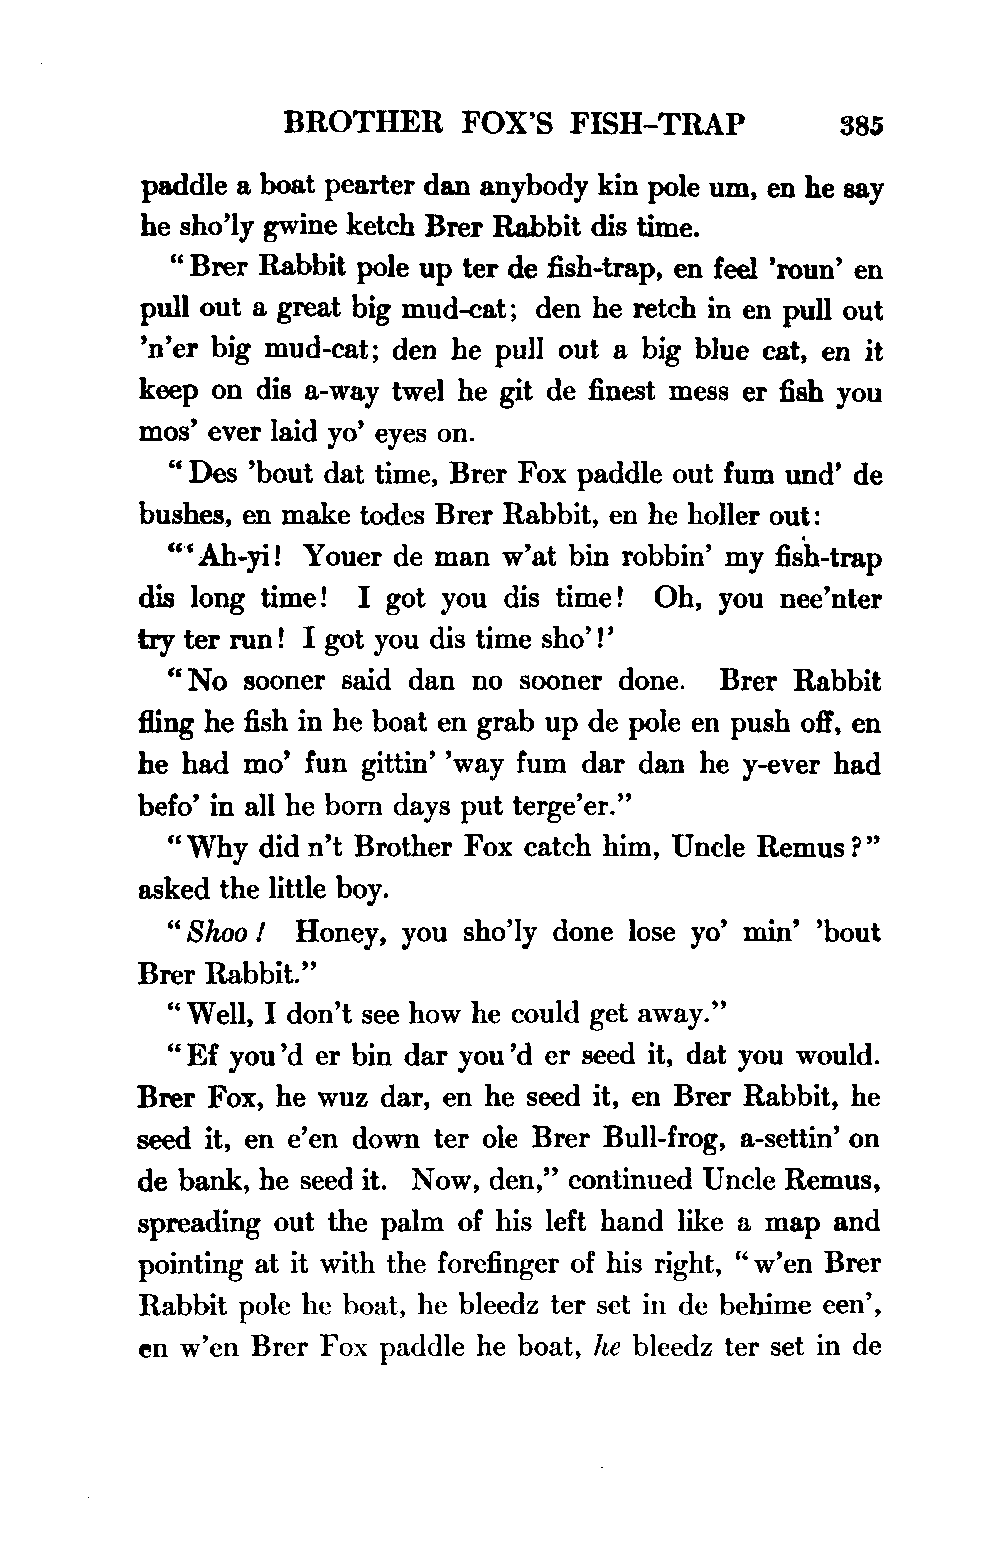 BROTHER FOX'S FISH-TRAP 385
paddle a boat pearter dan anybody kin pole um, en he say
he sho'ly gwine ketch Brer Rabbit dis time.
"Brer Rabbit pole up ter de fish-trap, en feel 'roun' en
pull out a great big mud-cat; den he retch in en pull out
'n'er big mud-cat; den he pull out a big blue cat, en it
keep on dis a-way twel he git de finest mess er fish you
mos' ever laid yo' eyes on.
"Des 'bout dat time, Brer Fox paddle out fum und' de
bushes, en make todes Brer Rabbit, en he holler out:
"'Ah-yi! Youer de man w'at bin robbin' my fish-trap
dis long time! I got you dis time! Oh, you nee'nter
try ter run! I got you dis time sho'!'
"No sooner said dan no sooner done. Brer Rabbit
fling he fish in he boat en grab up de pole en push off, en
he had mo' fun gittin' 'way fum dar dan he y-ever had
befo' in all he born days put terge'er."
"Why did n't Brother Fox catch him, Uncle Remus?"
asked the little boy.
"Shoo! Honey, you sho'ly done lose yo' min' 'bout
Brer Rabbit."
"Well, I don't see how he could get away."
"Ef you 'd er bin dar you 'd er seed it, dat you would.
Brer Fox, he wuz dar, en he seed it, en Brer Rabbit, he
seed it, en e'en down ter ole Brer Bull-frog, a-settin' on
de bank, he seed it. Now, den," continued Uncle Remus,
spreading out the palm of his left hand like a map and
pointing at it with the forefinger of his right, "w'en Brer
Rabbit pole he boat, he bleedz ter set in de behime een',
en w'en Brer Fox paddle he boat, he bleedz ter set in de